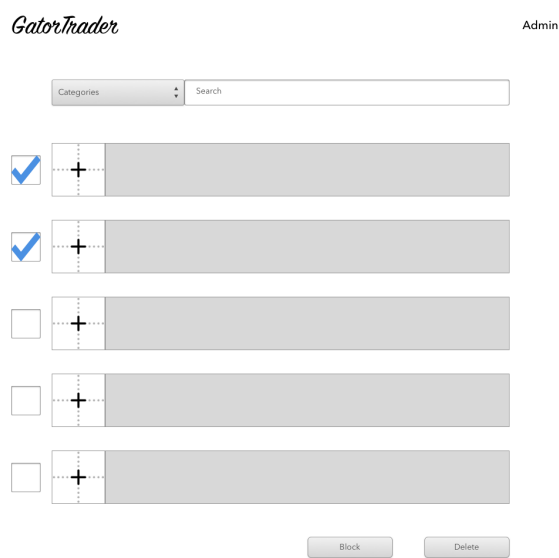 GatorTrader
Admin
Categories
Search
Block
Delete